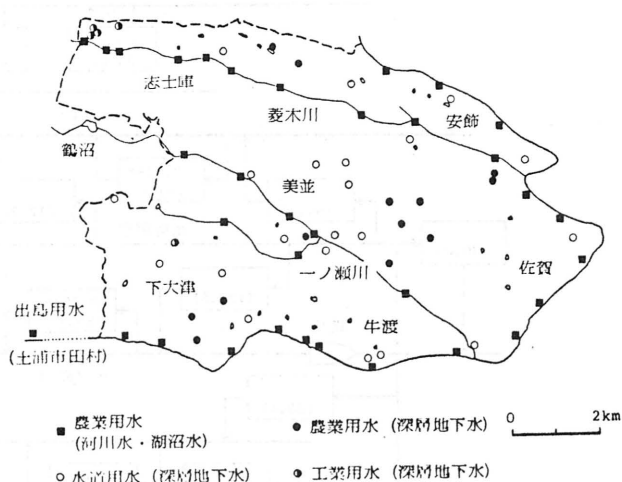 志士庫
菱木川
安飾
鶴沼
美並
佐賀
一ノ瀬川
下大津
牛渡
出島用水
(土浦市田村)
農業用水
(河川水・湖沼水)
農業用水 (深層地下水)
水道用水 (深層地下水)
工業用水 (深層地下水)
0 2km